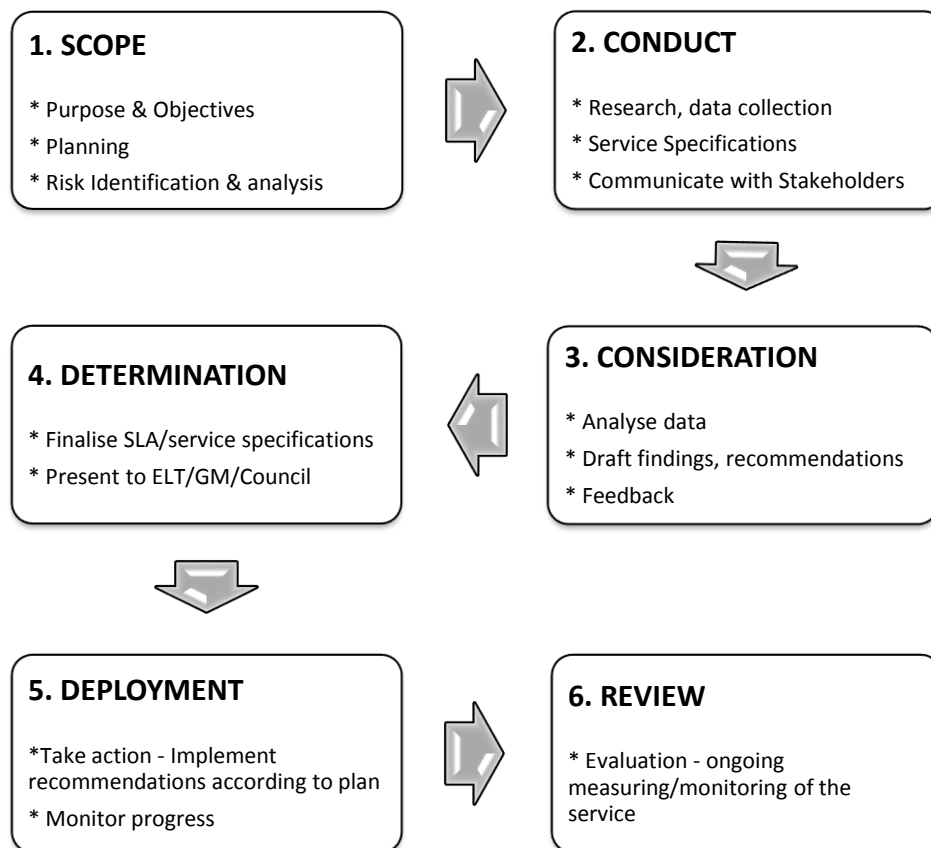 1. SCOPE
* Purpose & Objectives
* Planning
* Risk Identification & analysis
2. CONDUCT
* Research, data collection
* Service Specifications
* Communicate with Stakeholders
3. CONSIDERATION
* Analyse data
* Draft findings, recommendations
* Feedback
4. DETERMINATION
* Finalise SLA/service specifications
* Present to ELT/GM/Council
5. DEPLOYMENT
*Take action - Implement
recommendations according to plan
* Monitor progress
6. REVIEW
* Evaluation - ongoing
measuring/monitoring of the
service